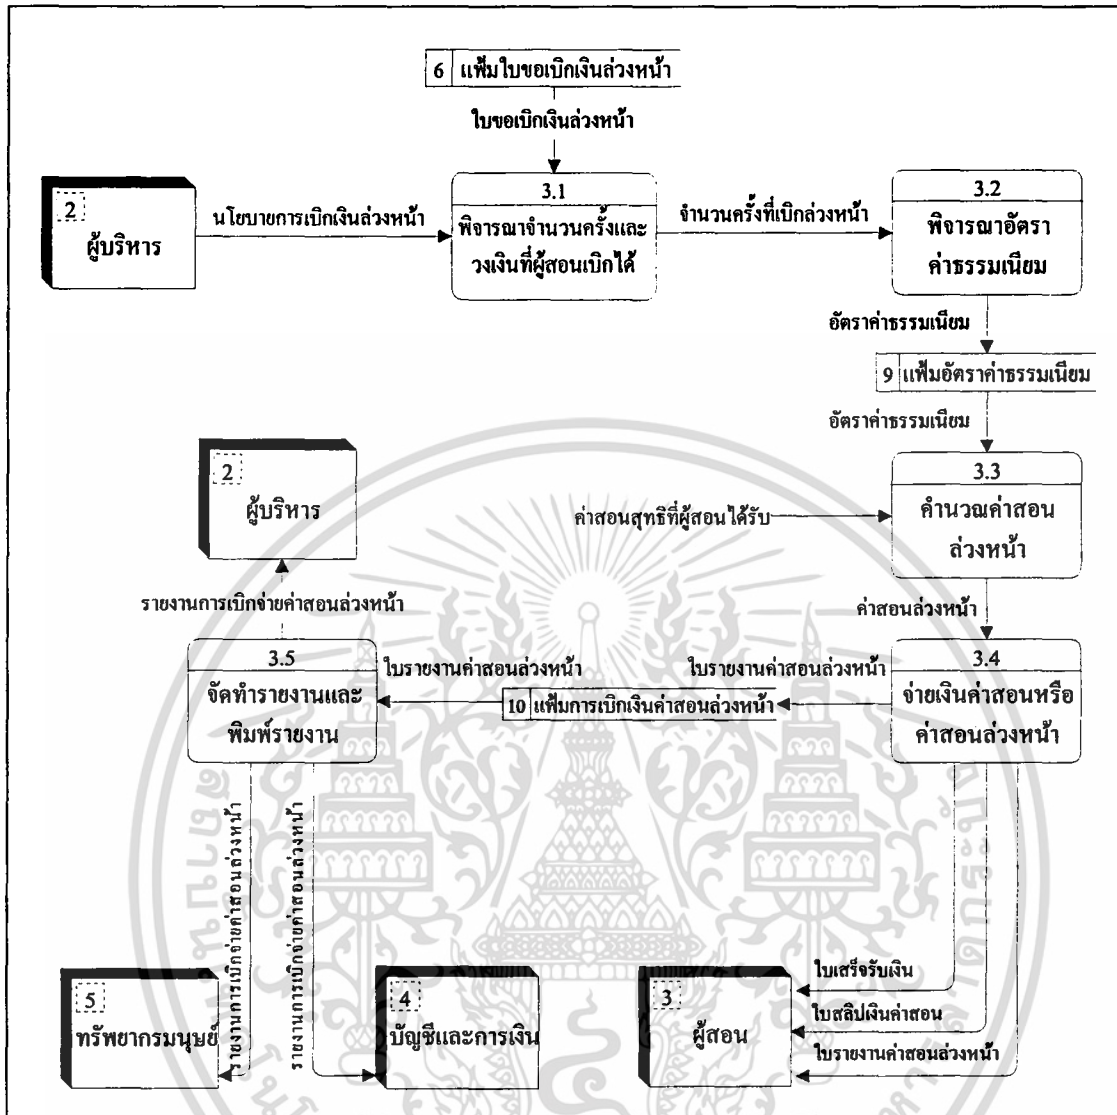 6 แฟ้มใบขอเบิกเงินล่วงหน้า
ใบขอเบิกเงินล่วงหน้า
2
ผู้บริหาร
นโยบายการเบิกเงินล่วงหน้า
3.1
พิจารณาจำนวนครั้งและ
วงเงินที่ผู้สอนเบิกได้
จำนวนครั้งที่เบิกล่วงหน้า
3.2
พิจารณาอัตรา
ค่าธรรมเนียม
อัตราค่าธรรมเนียม
9 แฟ้มอัตราค่าธรรมเนียม
อัตราค่าธรรมเนียม
3.3
คำนวณค่าสอน
ล่วงหน้า
ค่าสอนสุทธิที่ผู้สอนได้รับ
2
ผู้บริหาร
รายงานการเบิกจ่ายค่าสอนล่วงหน้า
ค่าสอนล่วงหน้า
3.5
จัดทำรายงานและ
พิมพ์รายงาน
ใบรายงานค่าสอนล่วงหน้า
10 แฟ้มการเบิกเงินค่าสอนล่วงหน้า
ใบรายงานค่าสอนล่วงหน้า
3.4
จ่ายเงินค่าสอนหรือ
ค่าสอนล่วงหน้า
รายงานการเบิกจ่ายค่าสอนล่วงหน้า
รายงานการเบิกจ่ายค่าสอนล่วงหน้า
5
ทรัพยากรมนุษย์
4
บัญชีและการเงิน
3
ผู้สอน
ใบเสร็จรับเงิน
ใบสลิปเงินค่าสอน
ใบรายงานค่าสอนล่วงหน้า